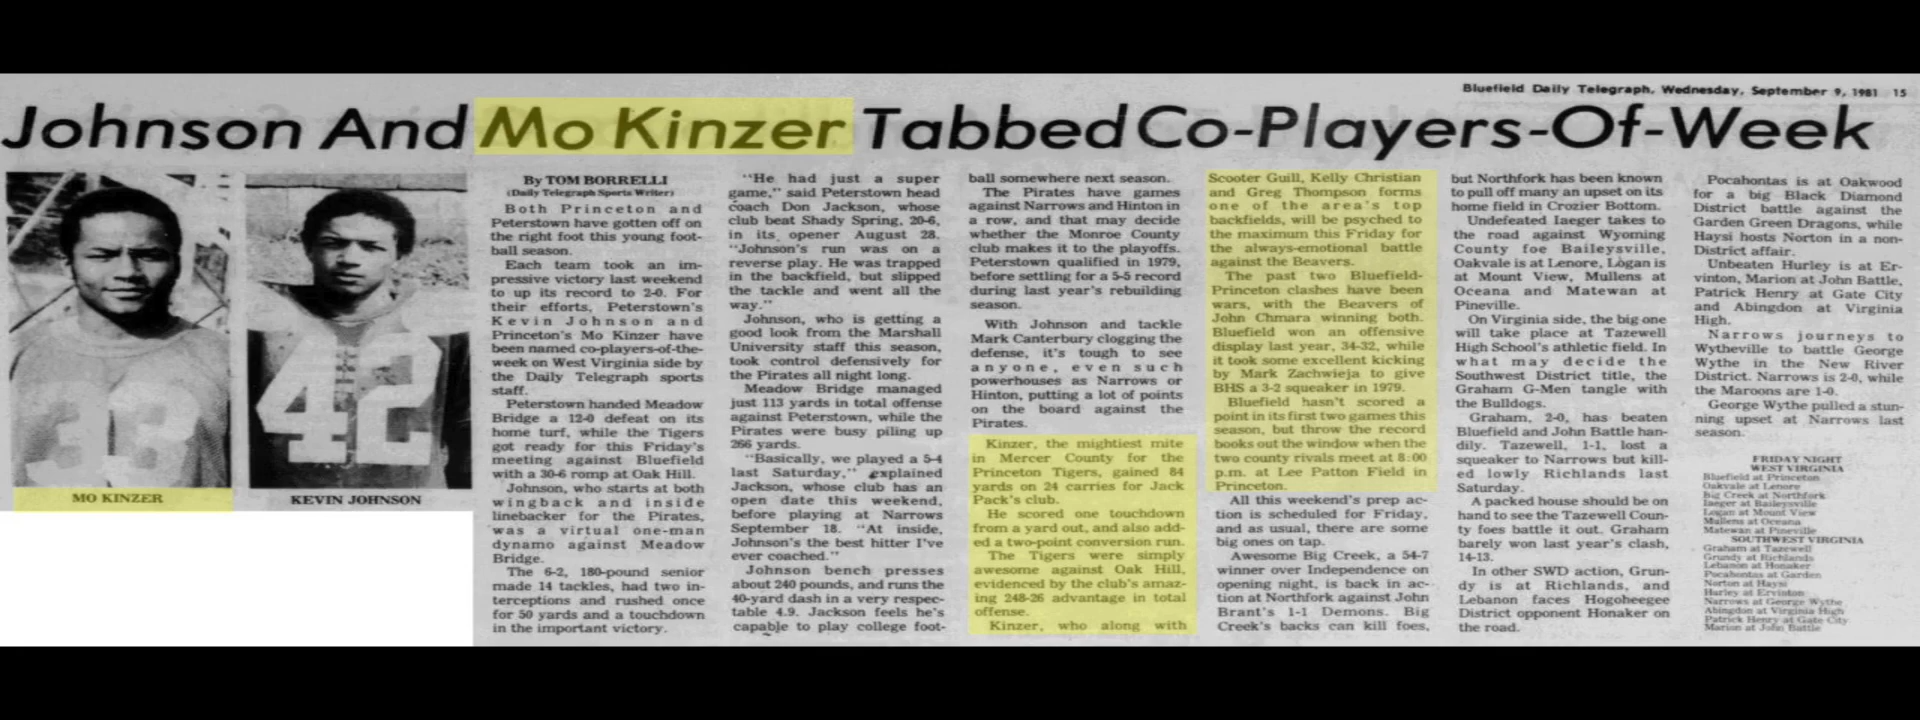 Bluefield Daily Telegraph, Wednesday, September 9, 1981 15
Johnson And Mo Kinzer Tabbed Co-Players-Of-Week
MO KINZER
KEVIN JOHNSON
By TOM BORRELLI
(Daily Telegraph Sports Writer)
Both Princeton and
Peterstown have gotten off on
the right foot this young foot-
ball season.
Each team took an im-
pressive victory last weekend
to up its record to 2-0. For
their efforts, Peterstown's
Kevin Johnson and
Princeton's Mo Kinzer have
been named co-players-of-the-
week on West Virginia side by
the Daily Telegraph sports
staff.
Peterstown handed Meadow
Bridge a 12-0 defeat on its
home turf, while the Tigers
got ready for this Friday's
meeting against Bluefield
with a 30-6 romp at Oak Hill.
Johnson, who starts at both
wingback and inside
linebacker for the Pirates,
was a virtual one-man
dynamo against Meadow
Bridge.
The 6-2, 180-pound senior
made 14 tackles, had two in-
terceptions and rushed once
for 50 yards and a touchdown
in the important victory.
"He had just a super
game," said Peterstown head
coach Don Jackson, whose
club beat Shady Spring, 20-6,
in its opener August 28.
"Johnson's run was on a
reverse play. He was trapped
in the backfield, but slipped
the tackle and went all the
way."
Johnson, who is getting a
good look from the Marshall
University staff this season,
took control defensively for
the Pirates all night long.
Meadow Bridge managed
just 113 yards in total offense
against Peterstown, while the
Pirates were busy piling up
266 yards.
"Basically, we played a 5-4
last Saturday," explained
Jackson, whose club has an
open date this weekend,
before playing at Narrows
September 18. "At inside,
Johnson's the best hitter I've
ever coached."
Johnson bench presses
about 240 pounds, and runs the
40-yard dash in a very respec-
table 4.9. Jackson feels he's
capable to play college foot-
ball somewhere next season.
The Pirates have games
against Narrows and Hinton in
a row, and that may decide
whether the Monroe County
club makes it to the playoffs.
Peterstown qualified in 1979,
before settling for a 5-5 record
during last year's rebuilding
season.
With Johnson and tackle
Mark Canterbury clogging the
defense, it's tough to see
anyone, even such
powerhouses as Narrows or
Hinton, putting a lot of points
on the board against the
Pirates.
Kinzer, the mightiest mite
in Mercer County for the
Princeton Tigers, gained 84
yards on 24 carries for Jack
Pack's club.
He scored one touchdown
from a yard out, and also add-
ed a two-point conversion run.
The Tigers were simply
awesome against Oak Hill,
evidenced by the club's amaz-
ing 248-26 advantage in total
offense.
Kinzer, who along with
Scooter Guill, Kelly Christian
and Greg Thompson forms
one of the area's top
backfields, will be psyched to
the maximum this Friday for
the always-emotional battle
against the Beavers.
The past two Bluefield-
Princeton clashes have been
wars, with the Beavers of
John Chmara winning both.
Bluefield won an offensive
display last year, 34-32, while
it took some excellent kicking
by Mark Zachwieja to give
BHS a 3-2 squeaker in 1979.
Bluefield hasn't scored a
point in its first two games this
season, but throw the record
books out the window when the
two county rivals meet at 8:00
p.m. at Lee Patton Field in
Princeton.
All this weekend's prep ac-
tion is scheduled for Friday,
and as usual, there are some
big ones on tap.
Awesome Big Creek, a 54-7
winner over Independence on
opening night, is back in ac-
tion at Northfork against John
Brant's 1-1 Demons. Big
Creek's backs can kill foes,
but Northfork has been known
to pull off many an upset on its
home field in Crozier Bottom.
Undefeated Iaeger takes to
the road against Wyoming
County foe Baileysville,
Oakvale is at Lenore, Logan is
at Mount View, Mullens at
Oceana and Matewan at
Pineville.
On Virginia side, the big one
will take place at Tazewell
High School's athletic field. In
what may decide the
Southwest District title, the
Graham G-Men tangle with
the Bulldogs.
Graham, 2-0, has beaten
Bluefield and John Battle han-
dily. Tazewell, 1-1, lost a
squeaker to Narrows but kill-
ed lowly Richlands last
Saturday.
A packed house should be on
hand to see the Tazewell Coun-
ty foes battle it out. Graham
barely won last year's clash,
14-13.
In other SWD action, Grun-
dy is at Richlands, and
Lebanon faces Hogoheegee
District opponent Honaker on
the road.
Pocahontas is at Oakwood
for a big Black Diamond
District battle against the
Garden Green Dragons, while
Haysi hosts Norton in a non-
District affair.
Unbeaten Hurley is at Er-
vinton, Marion at John Battle,
Patrick Henry at Gate City
and Abingdon at Virginia
High.
Narrows journeys to
Wytheville to battle George
Wythe in the New River
District. Narrows is 2-0, while
the Maroons are 1-0.
George Wythe pulled a stun-
ning upset at Narrows last
season.
FRIDAY NIGHT
WEST VIRGINIA
Bluefield at Princeton
Oakvale at Lenore
Big Creek at Northfork
Iaeger at Baileysville
Logan at Mount View
Mullens at Oceana
Matewan at Pineville
SOUTHWEST VIRGINIA
Graham at Tazewell
Grundy at Richlands
Lebanon at Honaker
Pocahontas at Garden
Norton at Haysi
Hurley at Ervinton
Narrows at George Wythe
Abingdon at Virginia High
Patrick Henry at Gate City
Marion at John Battle
33
42